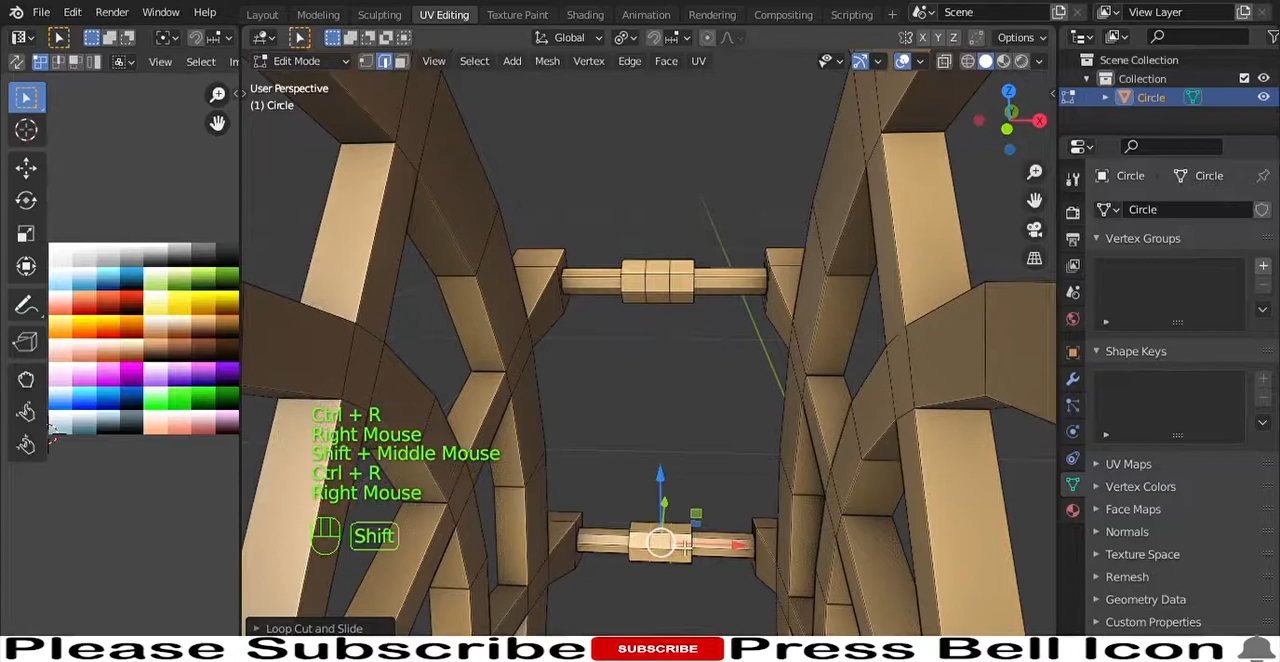 File Edit Render Window Help Layout Modeling Sculpting UV Editing Texture Paint Shading Animation Rendering Compositing Scripting + Scene View Layer
Global X Y Z Options
View Select In Edit Mode View Select Add Mesh Vertex Edge Face UV
User Perspective
(1) Circle
Z
Y
X
Scene Collection
Collection
Circle
Circle Circle
Circle
Vertex Groups
Shape Keys
UV Maps
Vertex Colors
Face Maps
Normals
Texture Space
Remesh
Geometry Data
Custom Properties
Ctrl + R
Right Mouse
Shift + Middle Mouse
Ctrl + R
Right Mouse
Shift
Loop Cut and Slide
Please Subscribe SUBSCRIBE Press Bell Icon